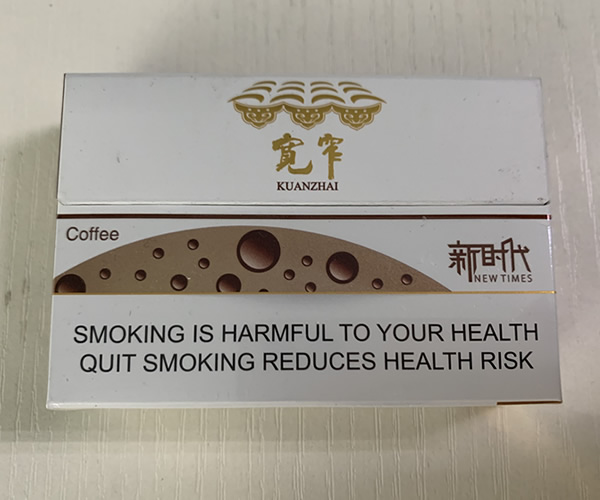 宽窄
KUANZHAI
Coffee
新时代
NEW TIMES
SMOKING IS HARMFUL TO YOUR HEALTH
QUIT SMOKING REDUCES HEALTH RISK